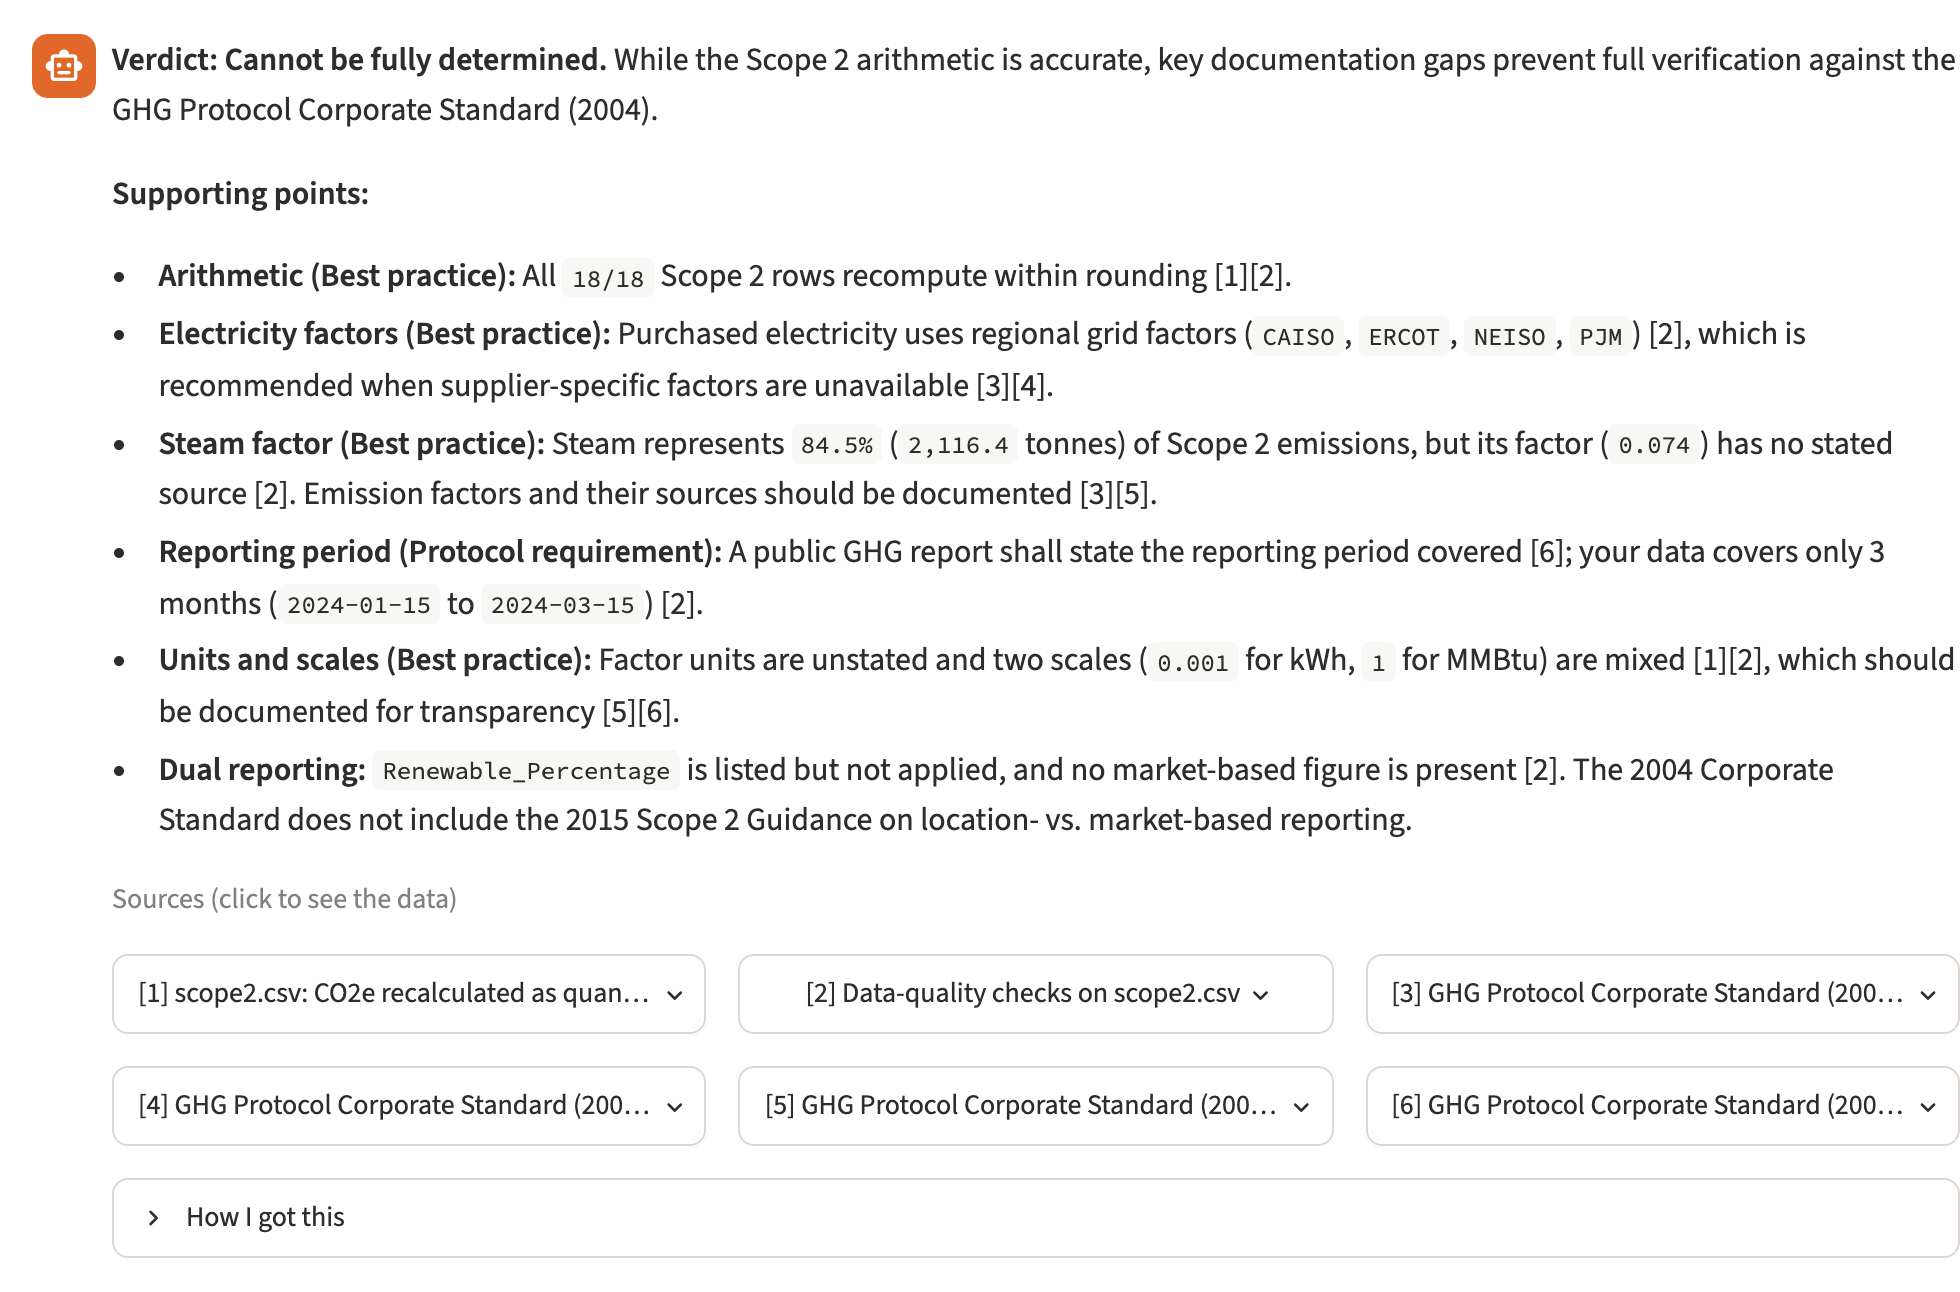 Verdict: Cannot be fully determined. While the Scope 2 arithmetic is accurate, key documentation gaps prevent full verification against the
GHG Protocol Corporate Standard (2004).
Supporting points:
• Arithmetic (Best practice): All 18/18 Scope 2 rows recompute within rounding [1][2].
• Electricity factors (Best practice): Purchased electricity uses regional grid factors ( CAISO , ERCOT , NEISO , PJM ) [2], which is
recommended when supplier-specific factors are unavailable [3][4].
• Steam factor (Best practice): Steam represents 84.5% ( 2,116.4 tonnes) of Scope 2 emissions, but its factor ( 0.074 ) has no stated
source [2]. Emission factors and their sources should be documented [3][5].
• Reporting period (Protocol requirement): A public GHG report shall state the reporting period covered [6]; your data covers only 3
months ( 2024-01-15 to 2024-03-15 ) [2].
• Units and scales (Best practice): Factor units are unstated and two scales ( 0.001 for kWh, 1 for MMBtu) are mixed [1][2], which should
be documented for transparency [5][6].
• Dual reporting: Renewable_Percentage is listed but not applied, and no market-based figure is present [2]. The 2004 Corporate
Standard does not include the 2015 Scope 2 Guidance on location- vs. market-based reporting.
Sources (click to see the data)
[1] scope2.csv: CO2e recalculated as quan…
[2] Data-quality checks on scope2.csv
[3] GHG Protocol Corporate Standard (200…
[4] GHG Protocol Corporate Standard (200…
[5] GHG Protocol Corporate Standard (200…
[6] GHG Protocol Corporate Standard (200…
How I got this